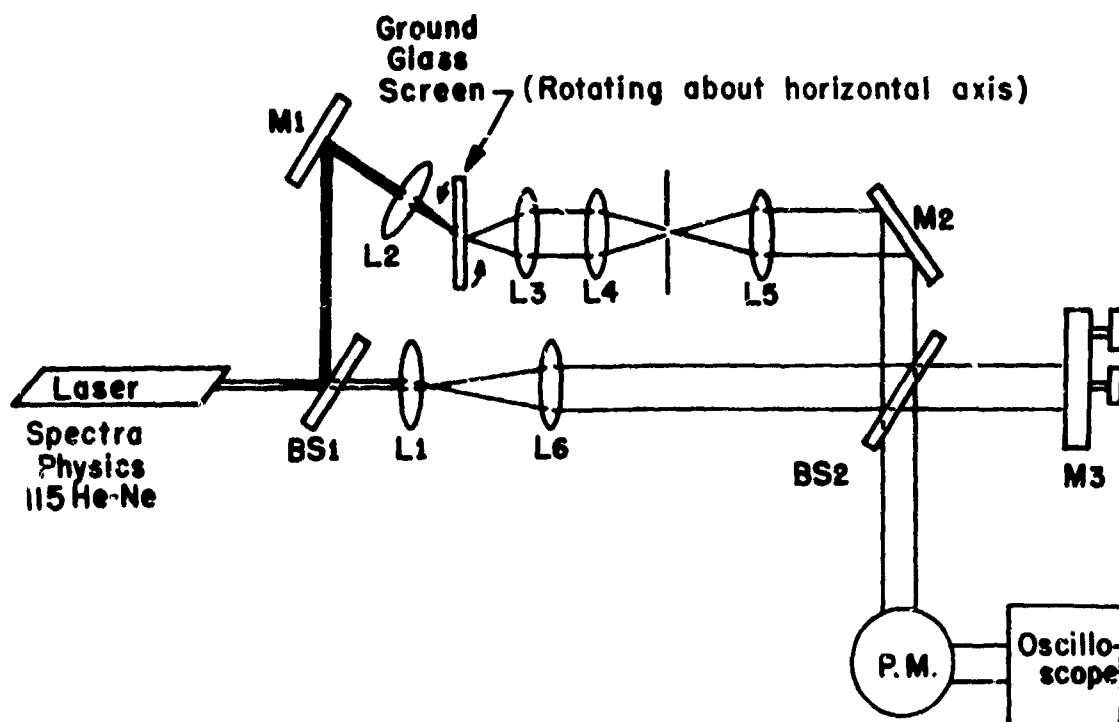 Ground
Glass
Screen (Rotating about horizontal axis)
M1
L2
L3
L4
L5
M2
Laser
Spectra
Physics
115 He-Ne
BS1
L1
L6
BS2
M3
P.M.
Oscillo-
scope